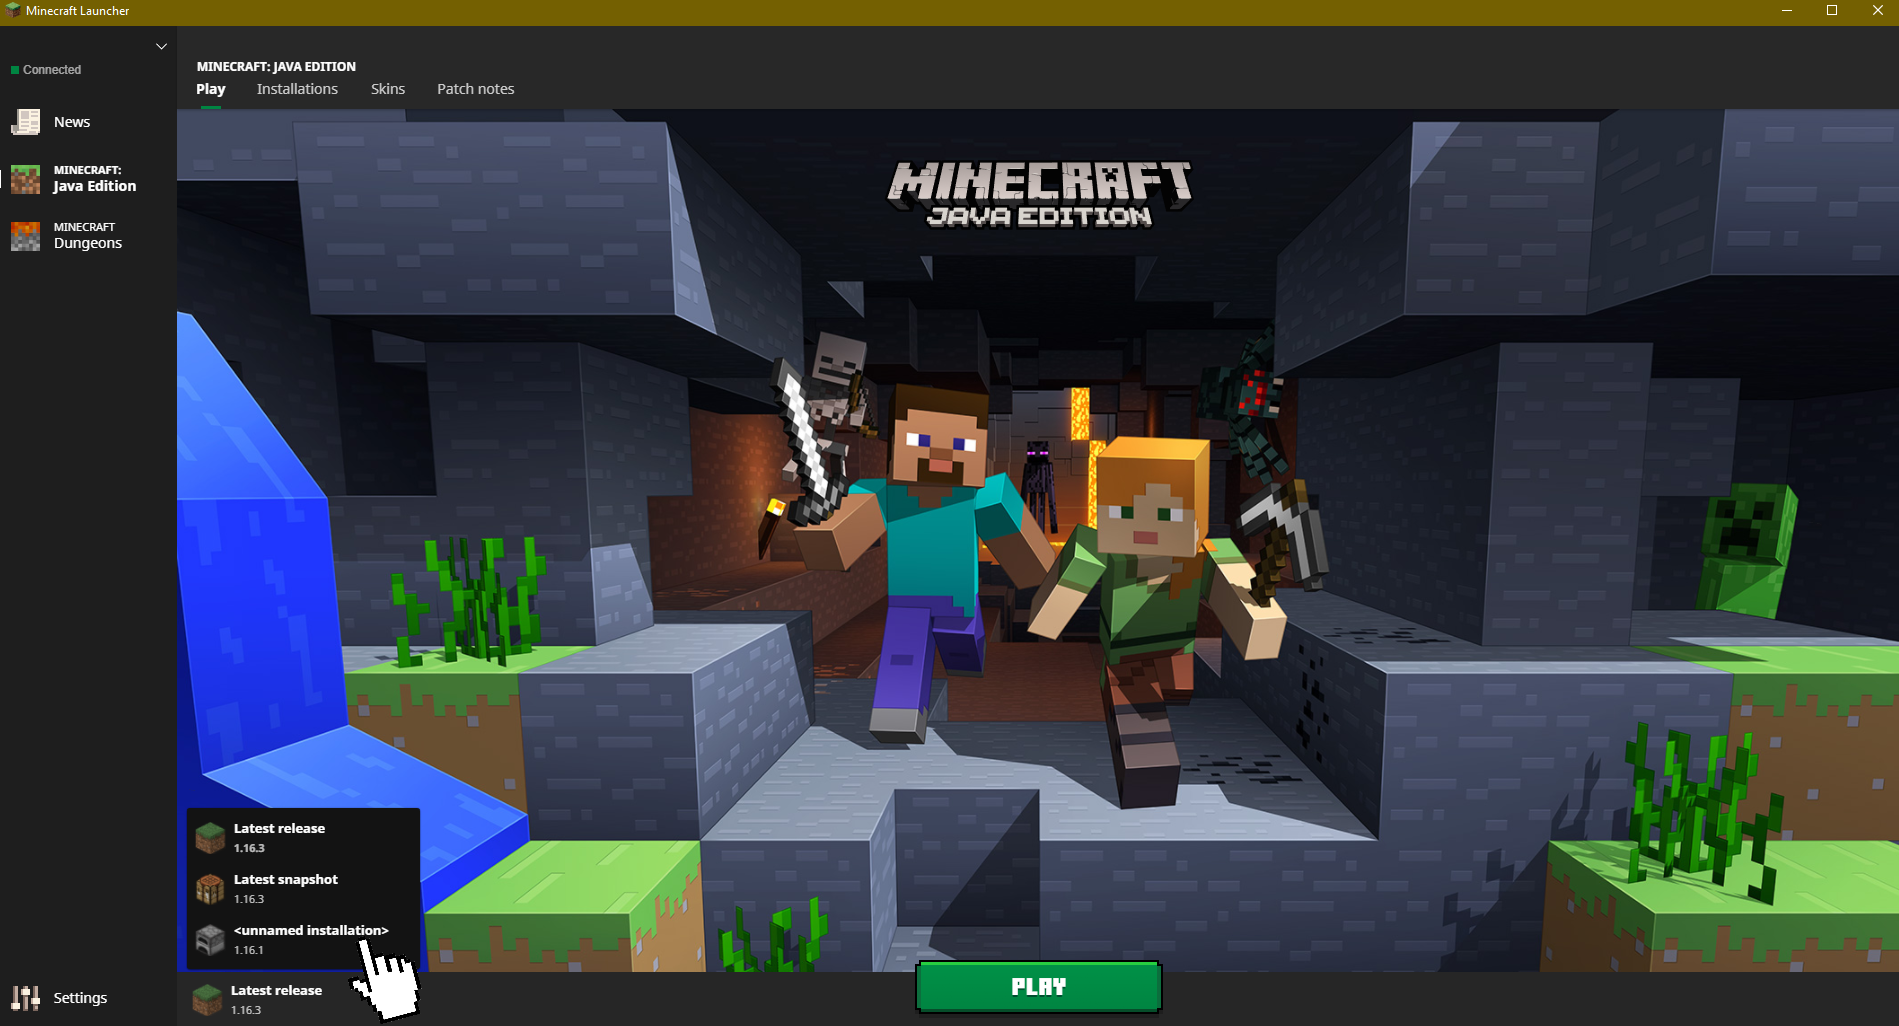 Minecraft Launcher
Connected
News
MINECRAFT:
Java Edition
MINECRAFT
Dungeons
Settings
MINECRAFT: JAVA EDITION
Play Installations Skins Patch notes
MINECRAFT
JAVA EDITION
Latest release
1.16.3
Latest snapshot
1.16.3
<unnamed installation>
1.16.1
Latest release
1.16.3
PLAY